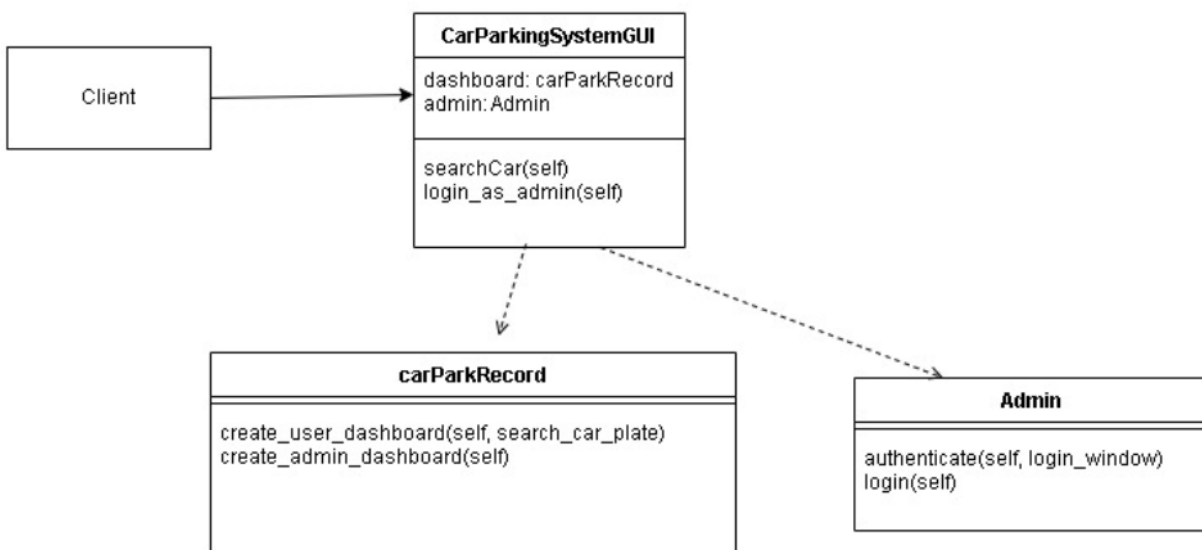 Client
CarParkingSystemGUI
dashboard: carParkRecord
admin: Admin
searchCar(self)
login_as_admin(self)
carParkRecord
create_user_dashboard(self, search_car_plate)
create_admin_dashboard(self)
Admin
authenticate(self, login_window)
login(self)